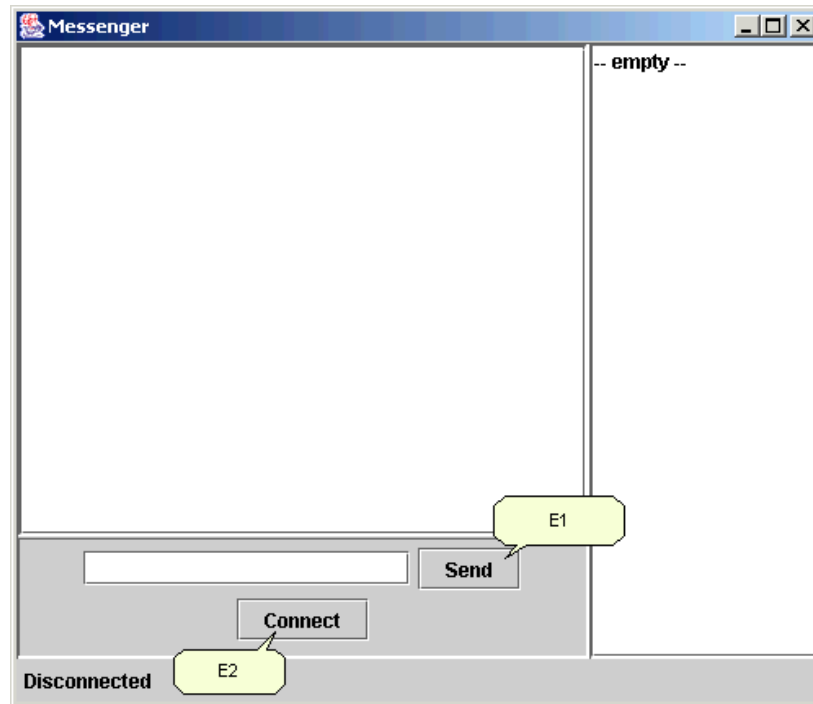 Messenger
-- empty --
E1
Send
Connect
E2
Disconnected